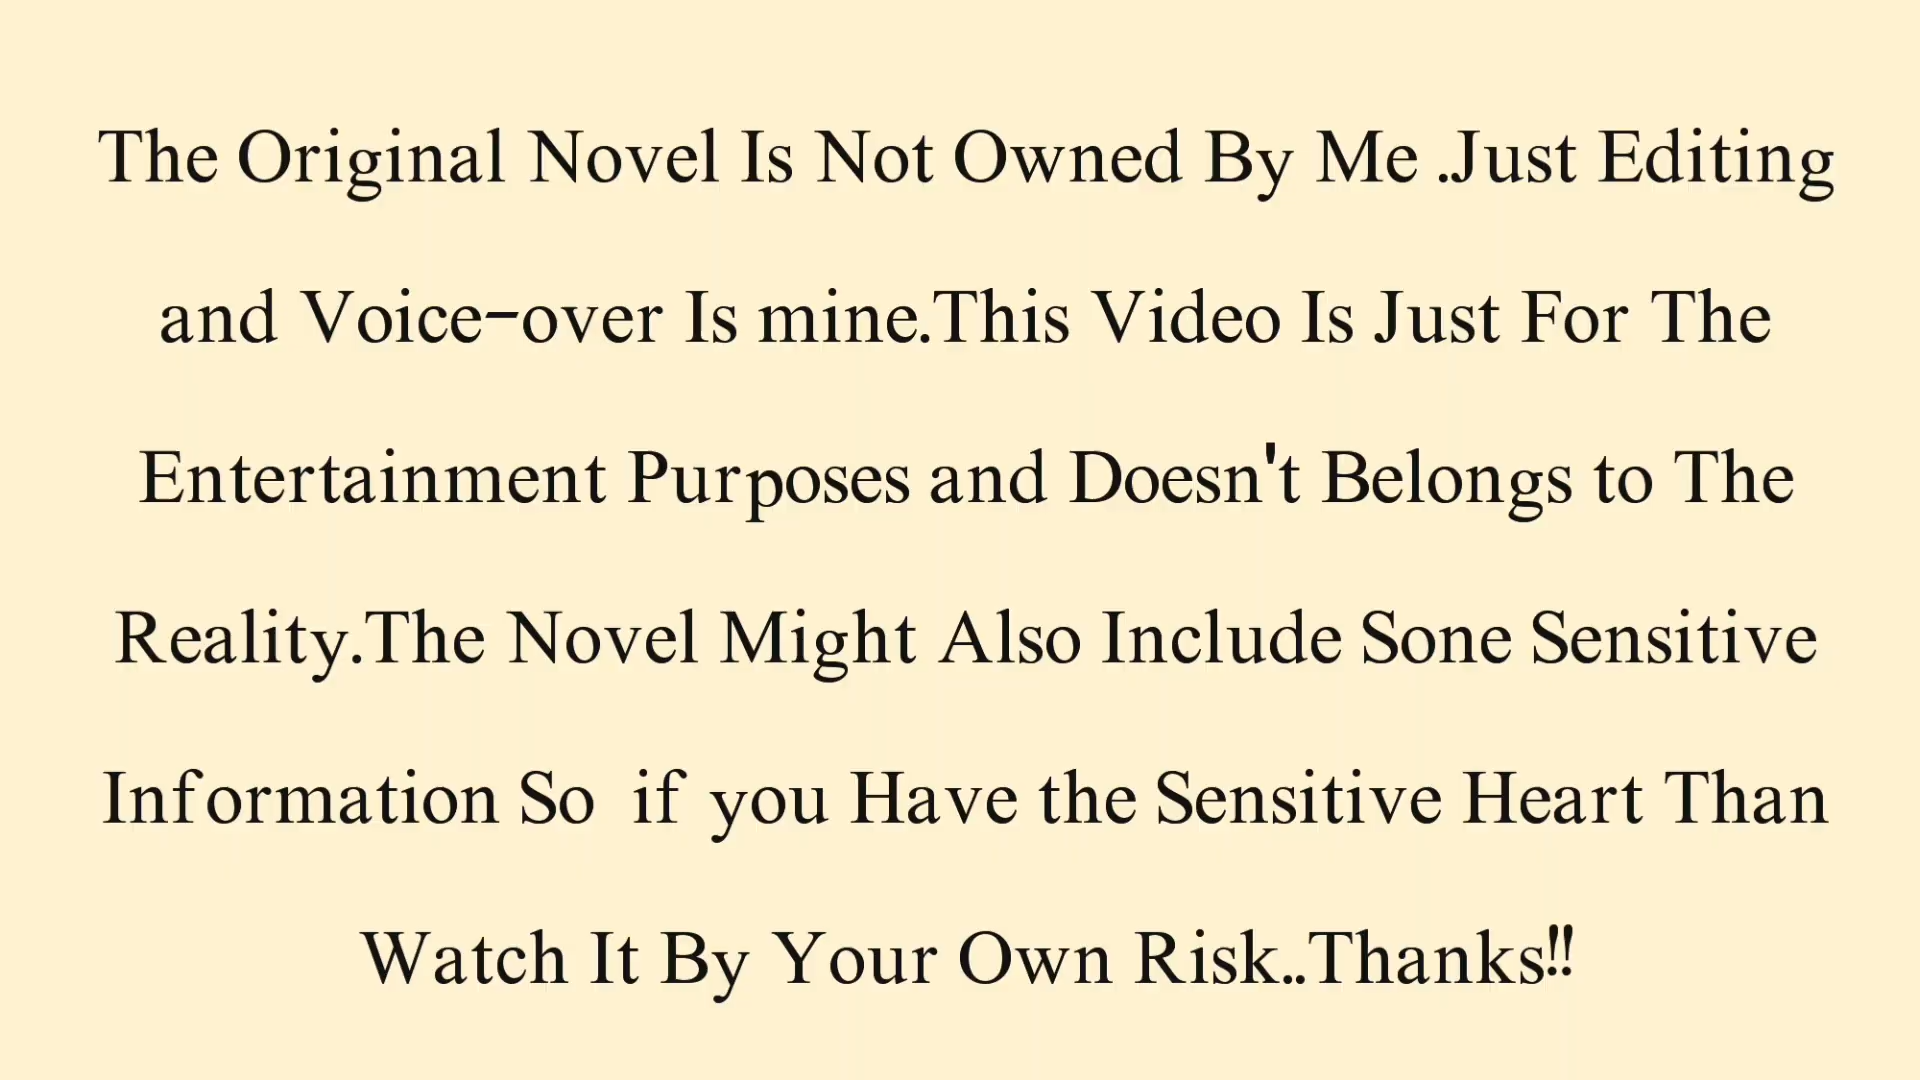 The Original Novel Is Not Owned By Me .Just Editing
and Voice-over Is mine.This Video Is Just For The
Entertainment Purposes and Doesn't Belongs to The
Reality.The Novel Might Also Include Sone Sensitive
Information So if you Have the Sensitive Heart Than
Watch It By Your Own Risk..Thanks!!